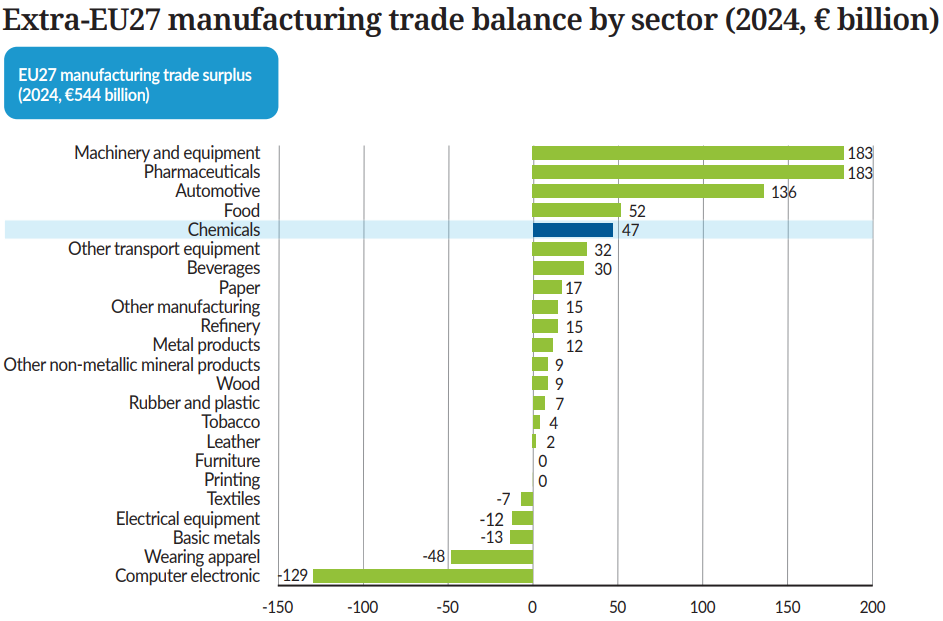 Extra-EU27 manufacturing trade balance by sector (2024, € billion)
EU27 manufacturing trade surplus
(2024, €544 billion)
Machinery and equipment 183
Pharmaceuticals 183
Automotive 136
Food 52
Chemicals 47
Other transport equipment 32
Beverages 30
Paper 17
Other manufacturing 15
Refinery 15
Metal products 12
Other non-metallic mineral products 9
Wood 9
Rubber and plastic 7
Tobacco 4
Leather 2
Furniture 0
Printing 0
Textiles -7
Electrical equipment -12
Basic metals -13
Wearing apparel -48
Computer electronic -129
-150 -100 -50 0 50 100 150 200